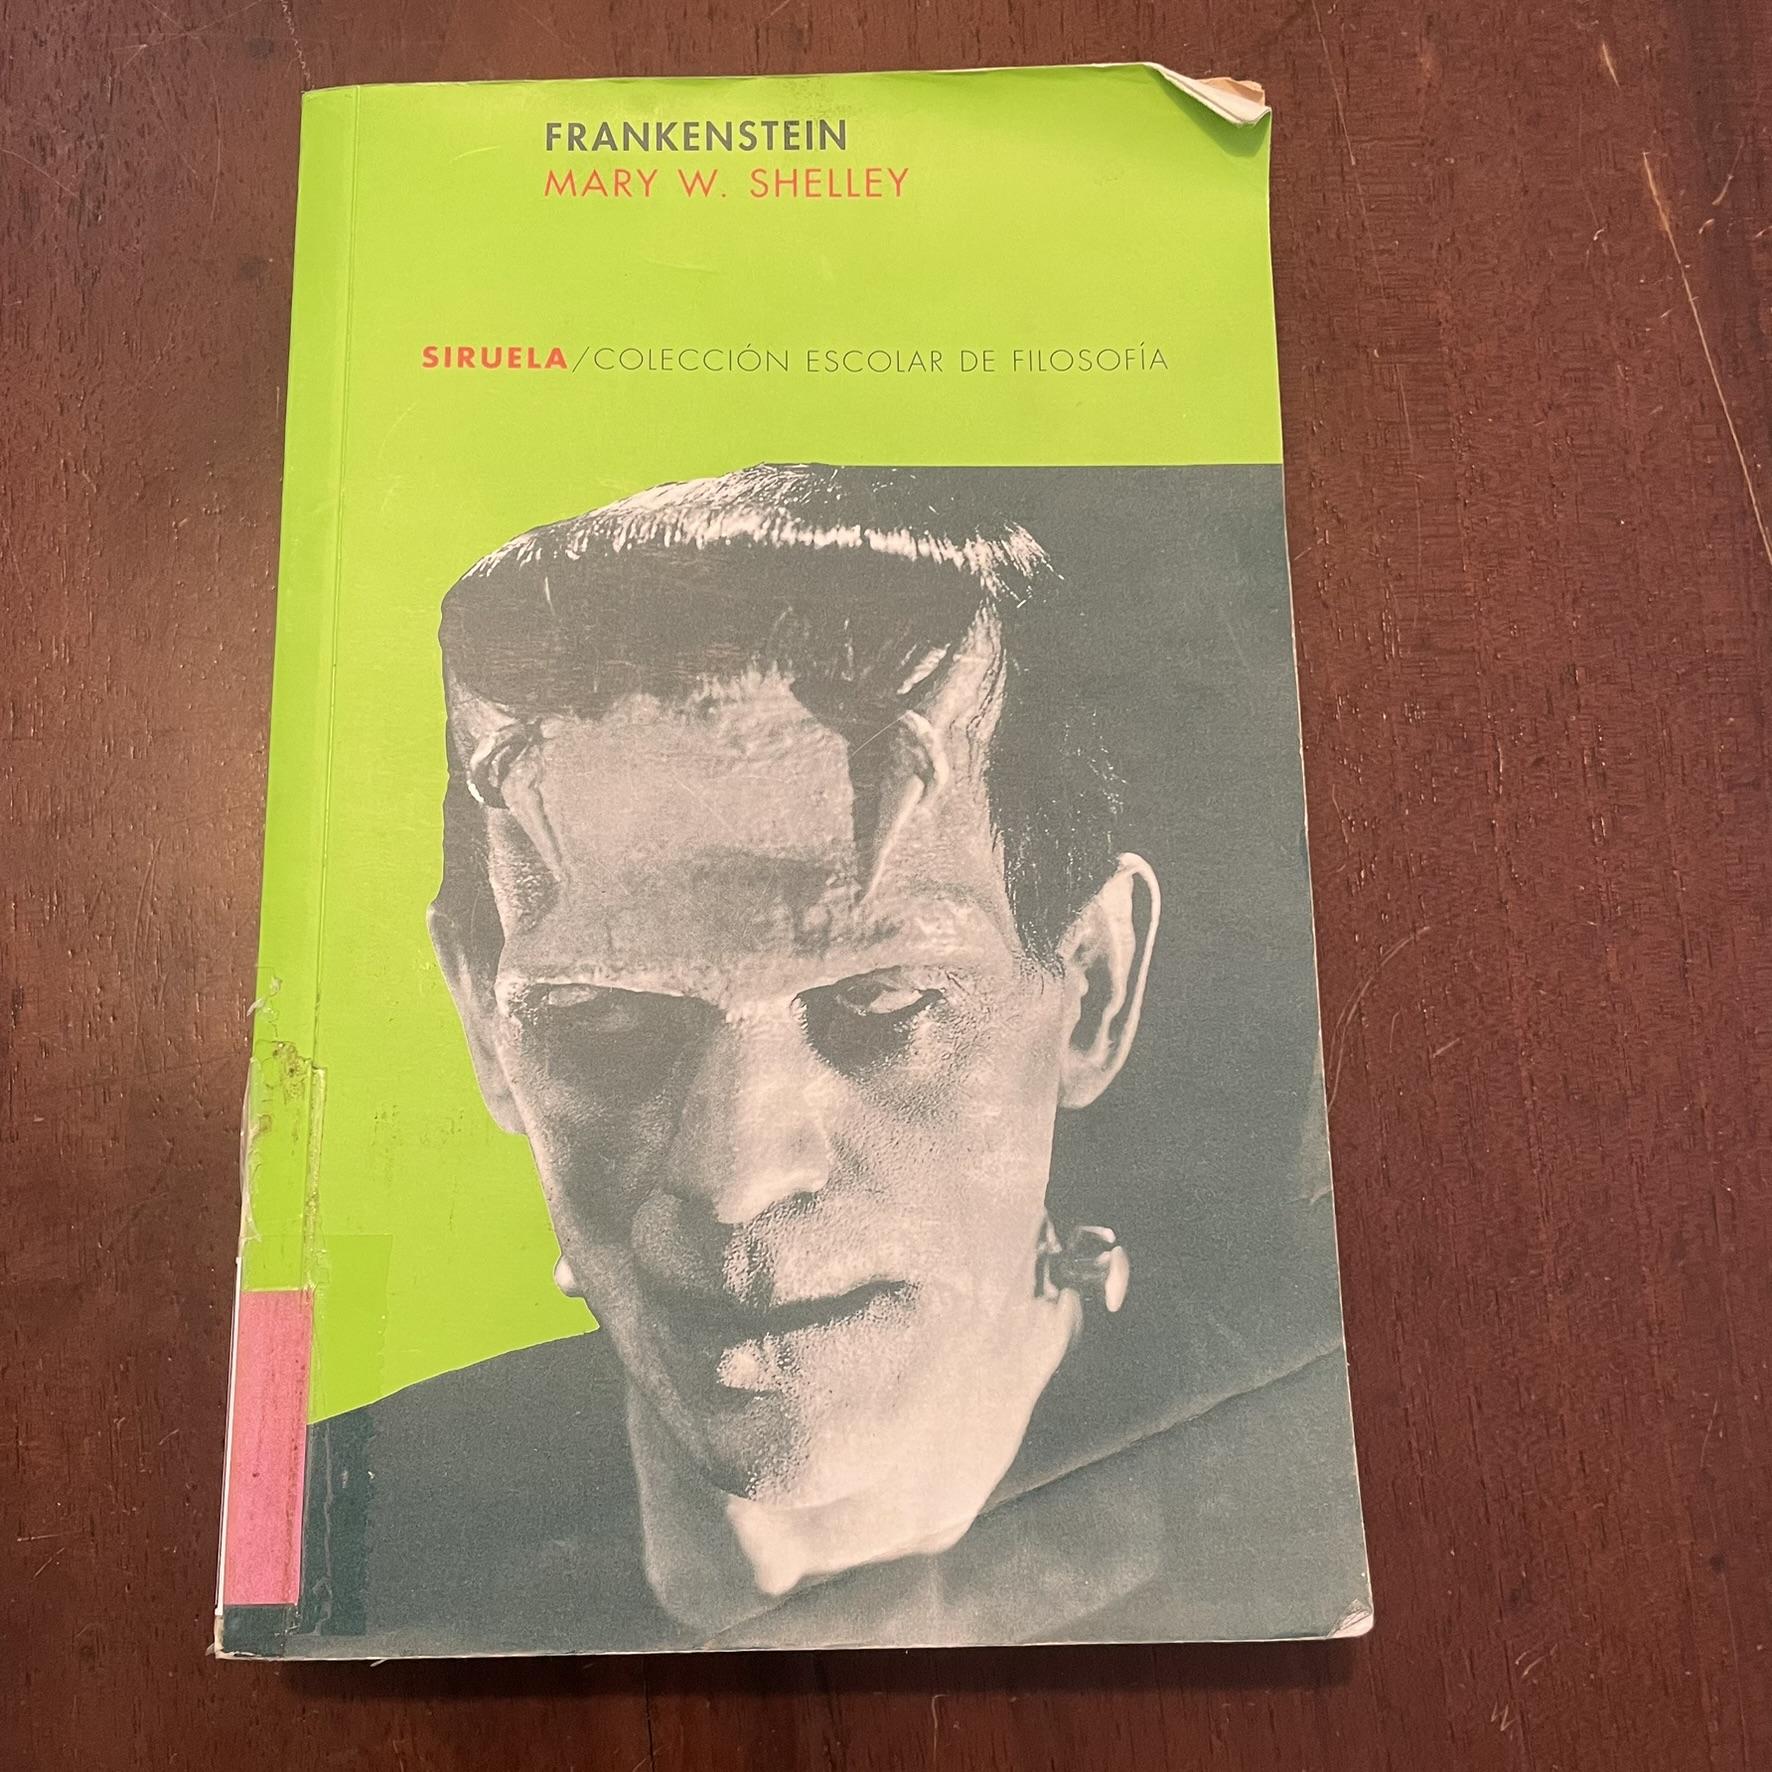 FRANKENSTEIN
MARY W. SHELLEY
SIRUELA/COLECCIÓN ESCOLAR DE FILOSOFÍA